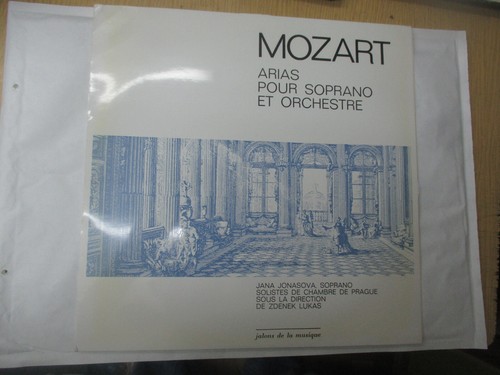 MOZART
ARIAS
POUR SOPRANO
ET ORCHESTRE
JANA JONASOVA, SOPRANO
SOLISTES DE CHAMBRE DE PRAGUE
SOUS LA DIRECTION
DE ZDENEK LUKAS
jalons de la musique